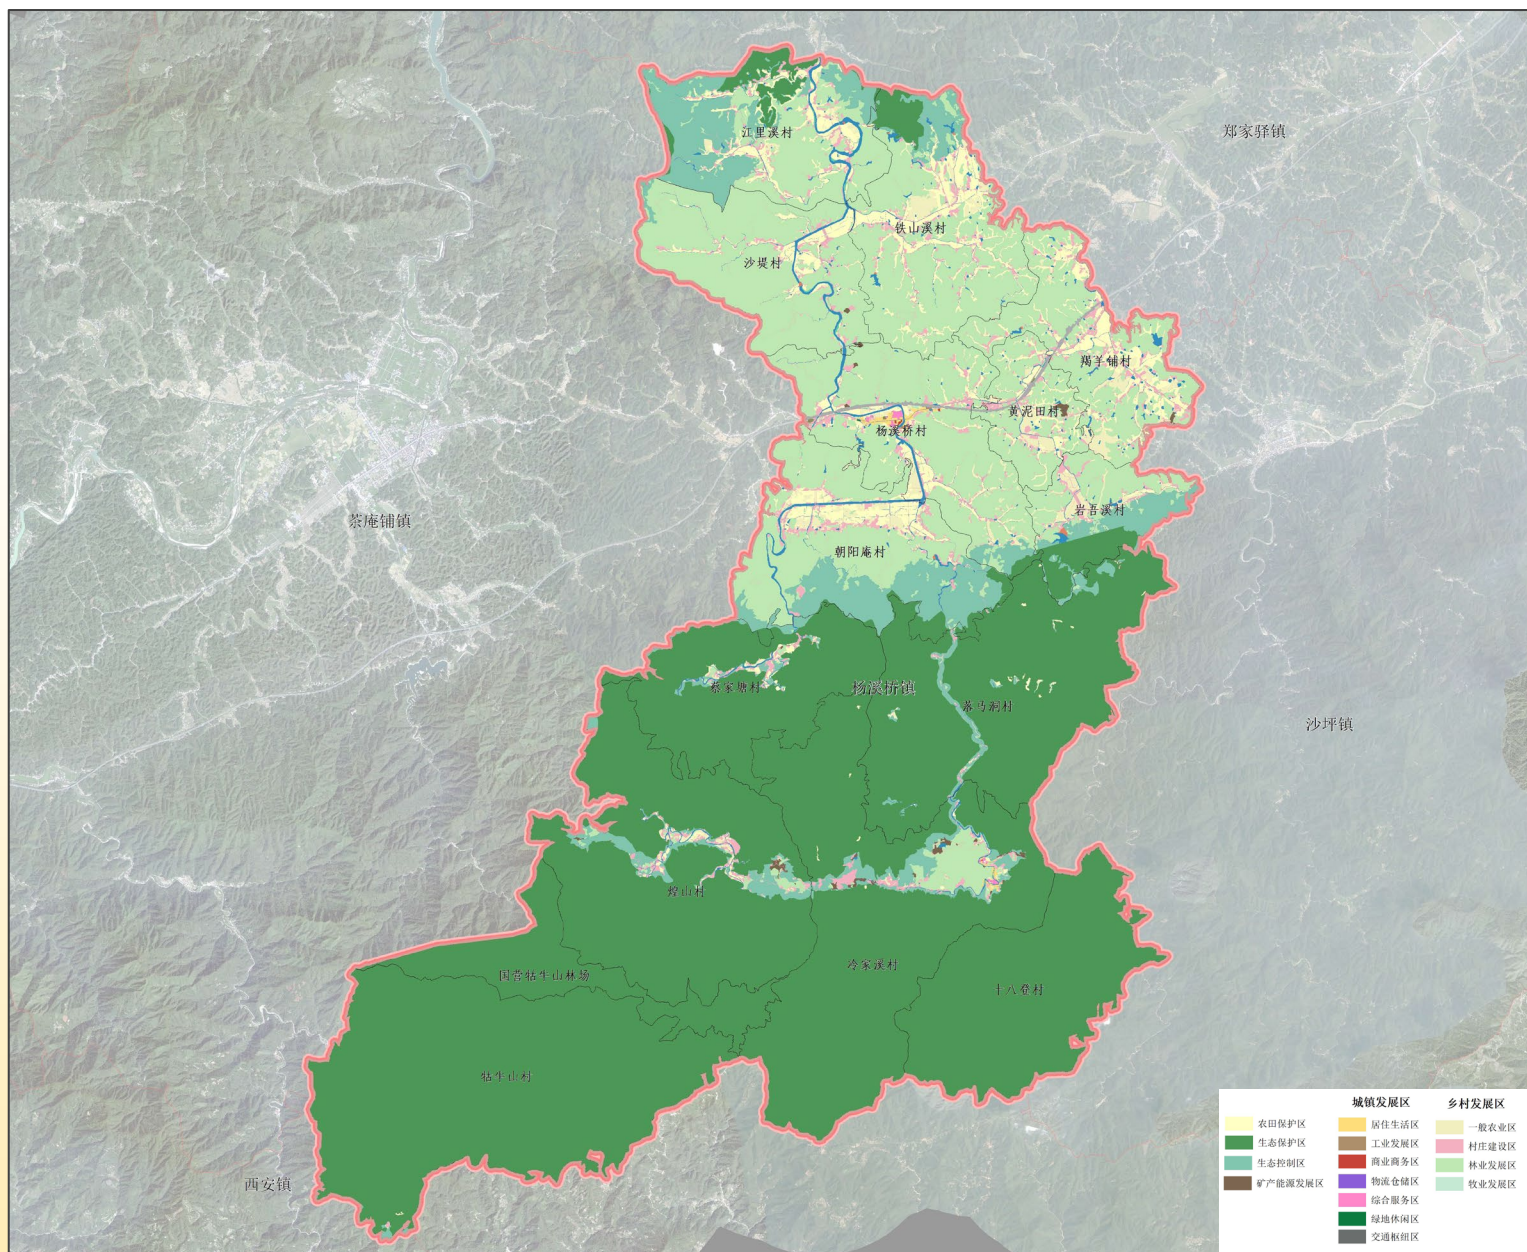 郑家驿镇
江里溪村
铁山溪村
沙堤村
羯羊铺村
黄泥田村
杨溪桥村
岩吾溪村
茶庵铺镇
朝阳庵村
蔡家塘村
杨溪桥镇
落马洞村
沙坪镇
煌山村
冷家溪村
国营牯牛山林场
十八叠村
牯牛山村
西安镇
城镇发展区
乡村发展区
农田保护区
居住生活区
一般农业区
生态保护区
工业发展区
村庄建设区
生态控制区
商业商务区
林业发展区
矿产能源发展区
物流仓储区
牧业发展区
综合服务区
绿地休闲区
交通枢纽区